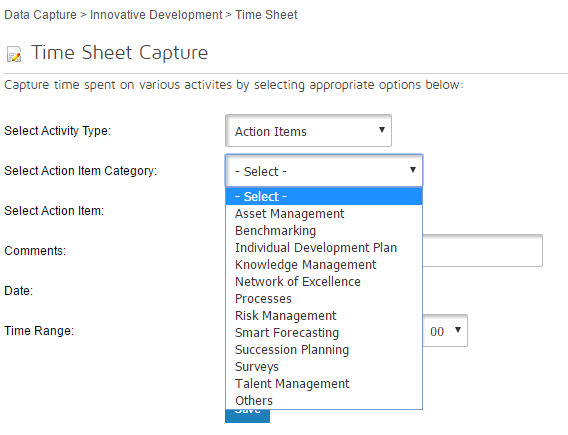 Data Capture > Innovative Development > Time Sheet
Time Sheet Capture
Capture time spent on various activites by selecting appropriate options below:
Select Activity Type: Action Items
Select Action Item Category: - Select -
- Select -
Asset Management
Select Action Item:
Benchmarking
Individual Development Plan
Comments:
Knowledge Management
Network of Excellence
Date:
Processes
Risk Management
Time Range: 00
Smart Forecasting
Succession Planning
Surveys
Talent Management
Others
Save